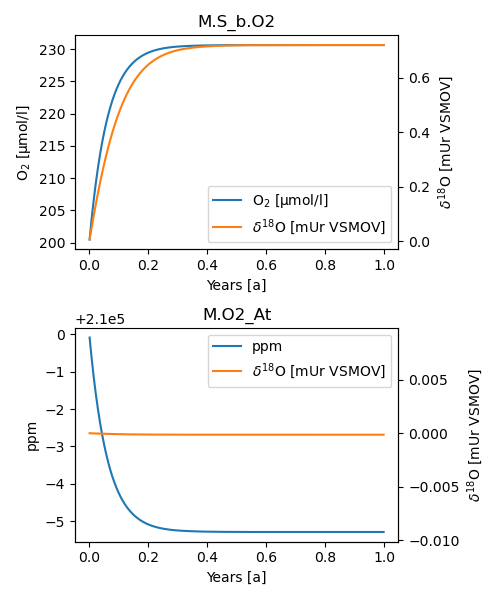 M.S_b.O2
230
225
220
215
210
205
200
O₂ [µmol/l]
0.6
0.4
0.2
0.0
δ¹⁸O [mUr VSMOV]
O₂ [µmol/l]
δ¹⁸O [mUr VSMOV]
0.0 0.2 0.4 0.6 0.8 1.0
Years [a]
M.O2_At
+2.1e5
0
−1
−2
−3
−4
−5
ppm
0.005
0.000
−0.005
−0.010
δ¹⁸O [mUr VSMOV]
ppm
δ¹⁸O [mUr VSMOV]
0.0 0.2 0.4 0.6 0.8 1.0
Years [a]